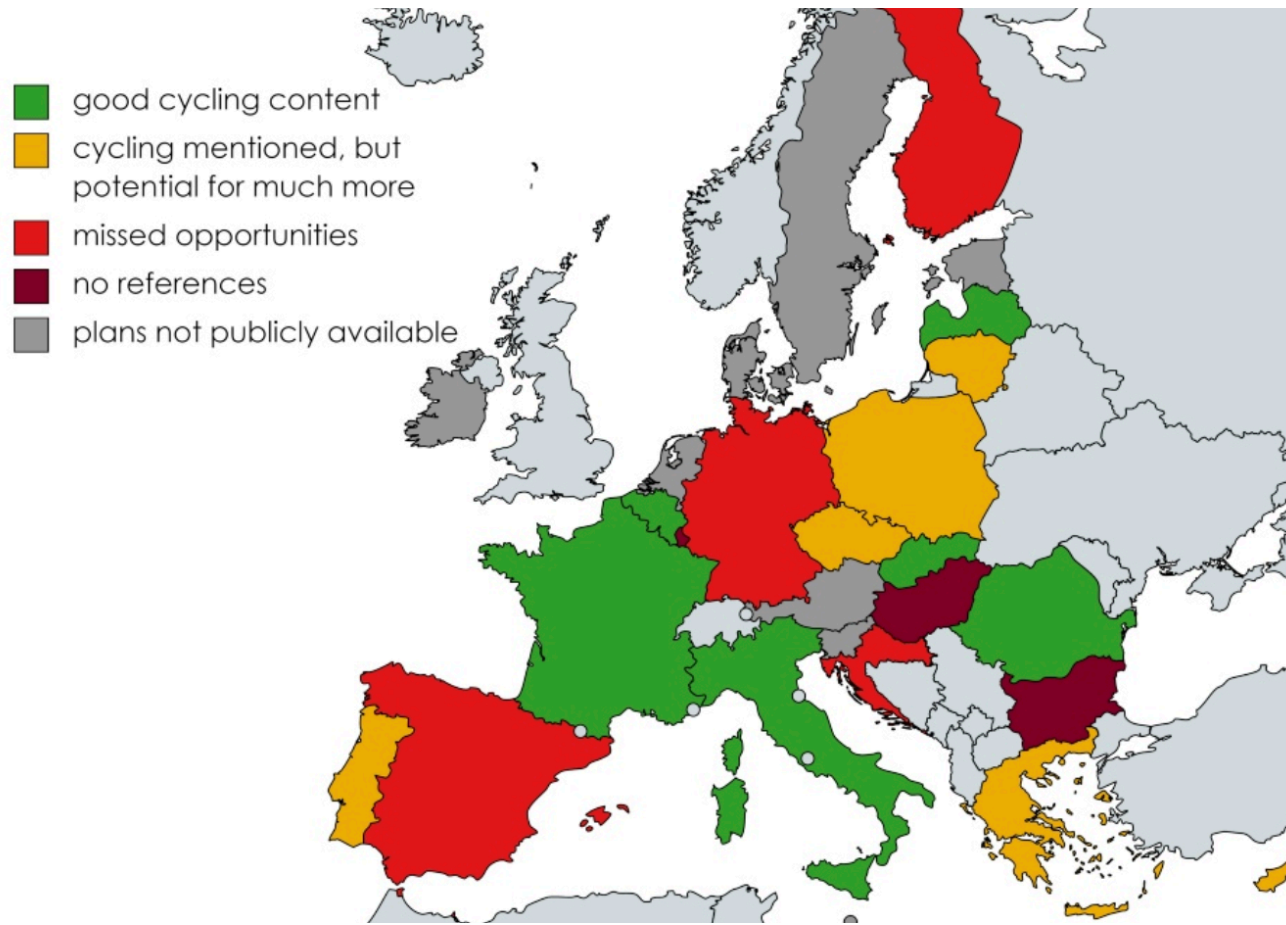 good cycling content
cycling mentioned, but
potential for much more
missed opportunities
no references
plans not publicly available